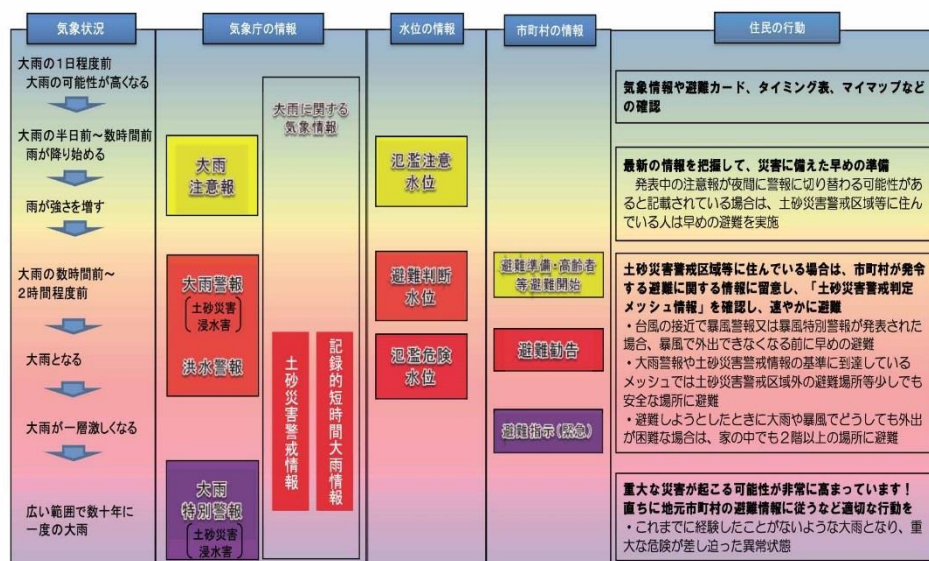 気象状況
気象庁の情報
水位の情報
市町村の情報
住民の行動
大雨の1日程度前
大雨の可能性が高くなる
大雨の半日前～数時間前
雨が降り始める
雨が強さを増す
大雨の数時間前～
2時間程度前
大雨となる
大雨が一層激しくなる
広い範囲で数十年に
一度の大雨
大雨
注意報
大雨警報
土砂災害
浸水害
洪水警報
大雨
特別警報
土砂災害
浸水害
大雨に関する
気象情報
土砂災害警戒情報
記録的短時間大雨情報
氾濫注意
水位
避難判断
水位
氾濫危険
水位
避難準備・高齢者
等避難開始
避難勧告
避難指示(緊急)
気象情報や避難カード、タイミング表、マイマップなど
の確認
最新の情報を把握して、災害に備えた早めの準備
発表中の注意報が夜間に警報に切り替わる可能性があ
ると記載されている場合は、土砂災害警戒区域等に住ん
でいる人は早めの避難を実施
土砂災害警戒区域等に住んでいる場合は、市町村が発令
する避難に関する情報に留意し、「土砂災害警戒判定
メッシュ情報」を確認し、速やかに避難
・台風の接近で暴風警報又は暴風特別警報が発表された
場合、暴風で外出できなくなる前に早めの避難
・大雨警報や土砂災害警戒情報の基準に到達している
メッシュでは土砂災害警戒区域外の避難場所等少しでも
安全な場所に避難
・避難しようとしたときに大雨や暴風でどうしても外出
が困難な場合は、家の中でも2階以上の場所に避難
重大な災害が起こる可能性が非常に高まっています！
直ちに地元市町村の避難情報に従うなど適切な行動を
・これまでに経験したことがないような大雨となり、重
大な危険が差し迫った異常状態